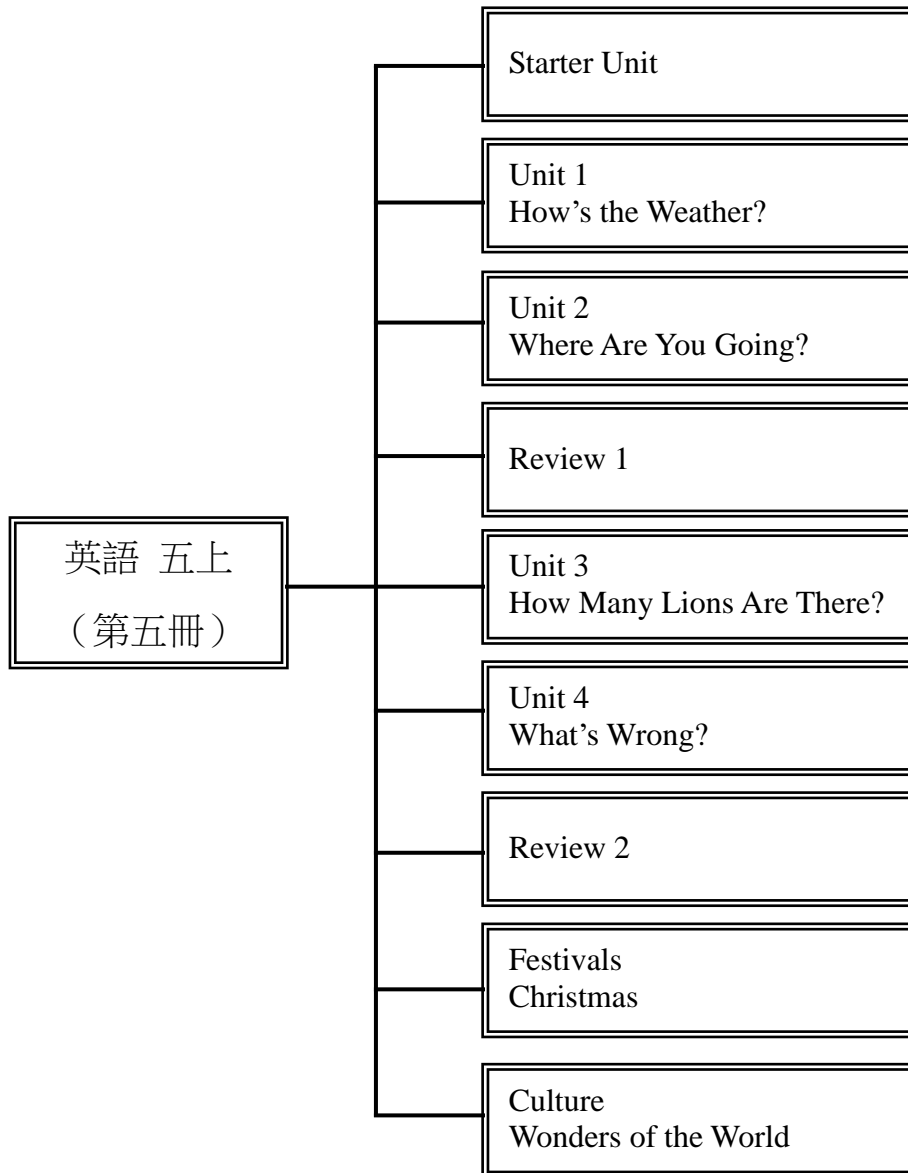 英語 五上
（第五冊）
Starter Unit
Unit 1
How’s the Weather?
Unit 2
Where Are You Going?
Review 1
Unit 3
How Many Lions Are There?
Unit 4
What’s Wrong?
Review 2
Festivals
Christmas
Culture
Wonders of the World